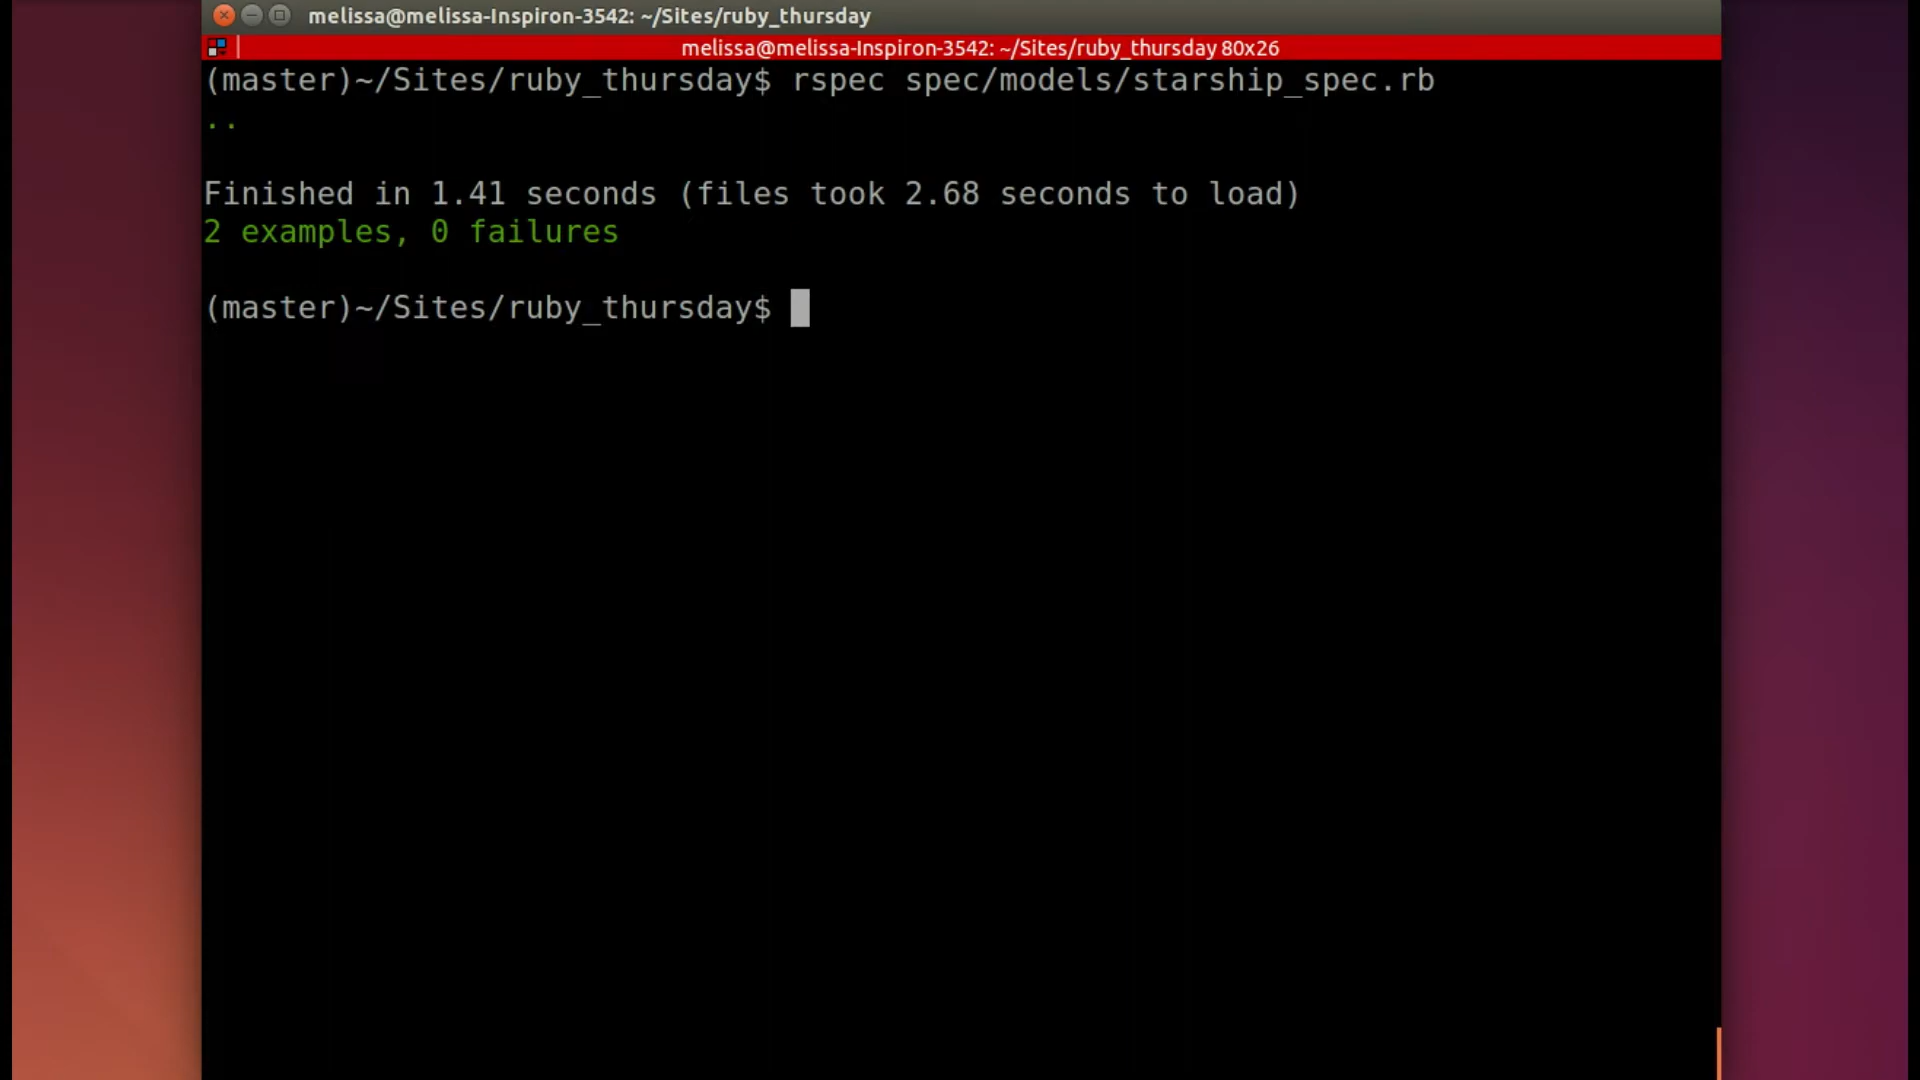 melissa@melissa-Inspiron-3542: ~/Sites/ruby_thursday
melissa@melissa-Inspiron-3542: ~/Sites/ruby_thursday 80x26
(master)~/Sites/ruby_thursday$ rspec spec/models/starship_spec.rb
..
Finished in 1.41 seconds (files took 2.68 seconds to load)
2 examples, 0 failures
(master)~/Sites/ruby_thursday$